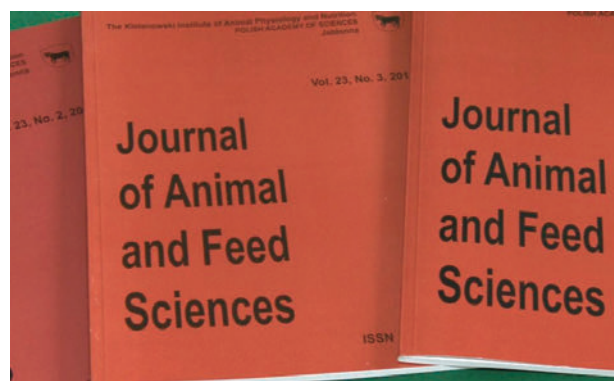 23, No. 2, 20
The Kielanowski Institute of Animal Physiology and Nutrition
POLISH ACADEMY OF SCIENCES
Jabłonna
Vol. 23, No. 3, 201
Journal
of Animal
and Feed
Sciences
ISSN
Journal
of Animal
and Feed
Sciences